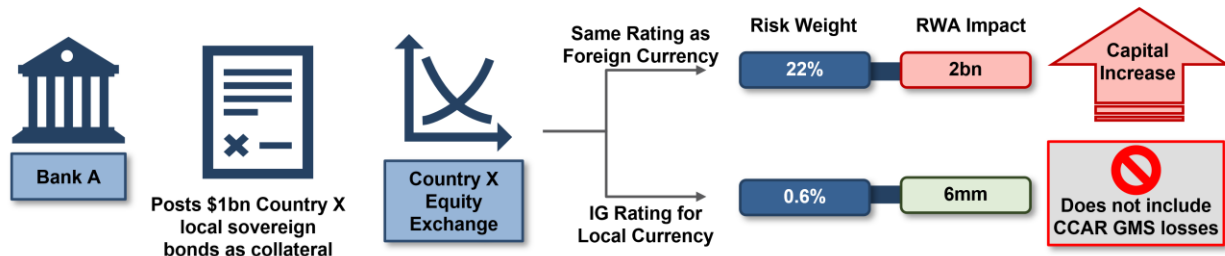 Bank A
Posts $1bn Country X
local sovereign
bonds as collateral
Country X
Equity
Exchange
Same Rating as
Foreign Currency
IG Rating for
Local Currency
Risk Weight
RWA Impact
22%
2bn
0.6%
6mm
Capital
Increase
Does not include
CCAR GMS losses